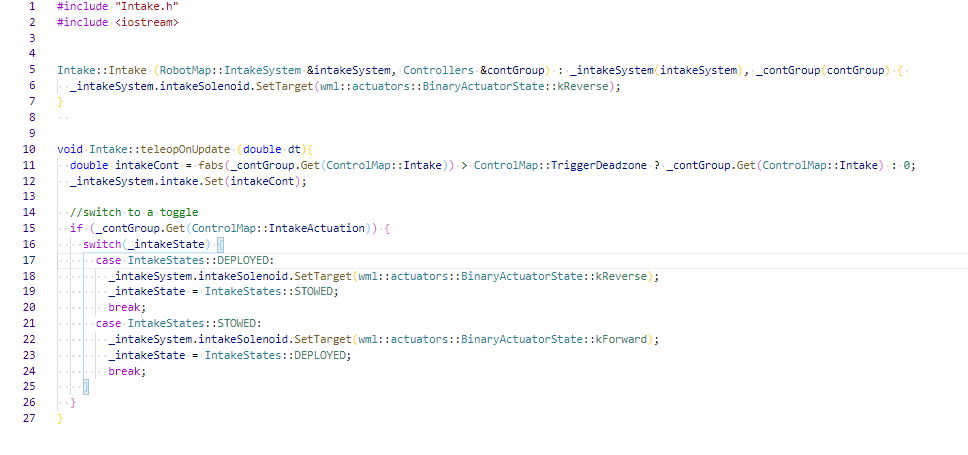 1 #include "Intake.h"
2 #include <iostream>
3
4
5 Intake::Intake (RobotMap::IntakeSystem &intakeSystem, Controllers &contGroup) : _intakeSystem(intakeSystem), _contGroup(contGroup) {
6 _intakeSystem.intakeSolenoid.SetTarget(wml::actuators::BinaryActuatorState::kReverse);
7 }
8
9
10 void Intake::teleopOnUpdate (double dt){
11 double intakeCont = fabs(_contGroup.Get(ControlMap::Intake)) > ControlMap::TriggerDeadzone ? _contGroup.Get(ControlMap::Intake) : 0;
12 _intakeSystem.intake.Set(intakeCont);
13
14 //switch to a toggle
15 if (_contGroup.Get(ControlMap::IntakeActuation)) {
16 switch(_intakeState) {
17 case IntakeStates::DEPLOYED:
18 _intakeSystem.intakeSolenoid.SetTarget(wml::actuators::BinaryActuatorState::kReverse);
19 _intakeState = IntakeStates::STOWED;
20 break;
21 case IntakeStates::STOWED:
22 _intakeSystem.intakeSolenoid.SetTarget(wml::actuators::BinaryActuatorState::kForward);
23 _intakeState = IntakeStates::DEPLOYED;
24 break;
25 }
26 }
27 }